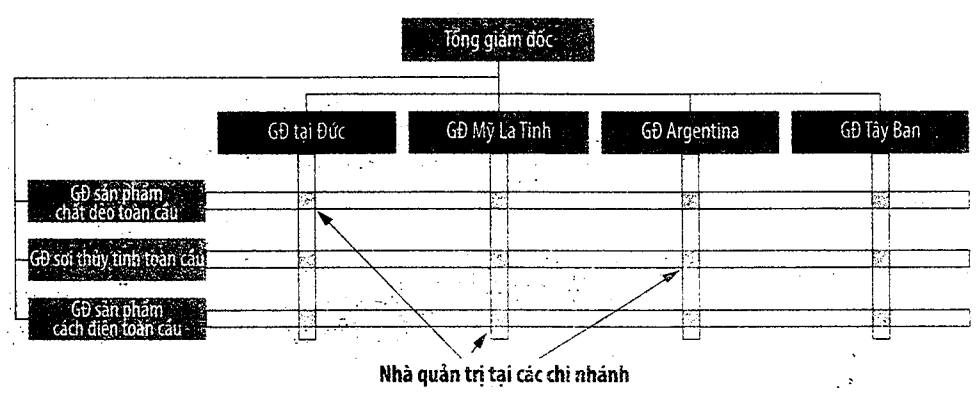 Tổng giám đốc
GĐ tại Đức
GĐ Mỹ La Tinh
GĐ Argentina
GĐ Tây Ban
GĐ sản phẩm
chất dẻo toàn cầu
GĐ sợi thủy tinh toàn cầu
GĐ sản phẩm
cách điện toàn cầu
Nhà quản trị tại các chi nhánh